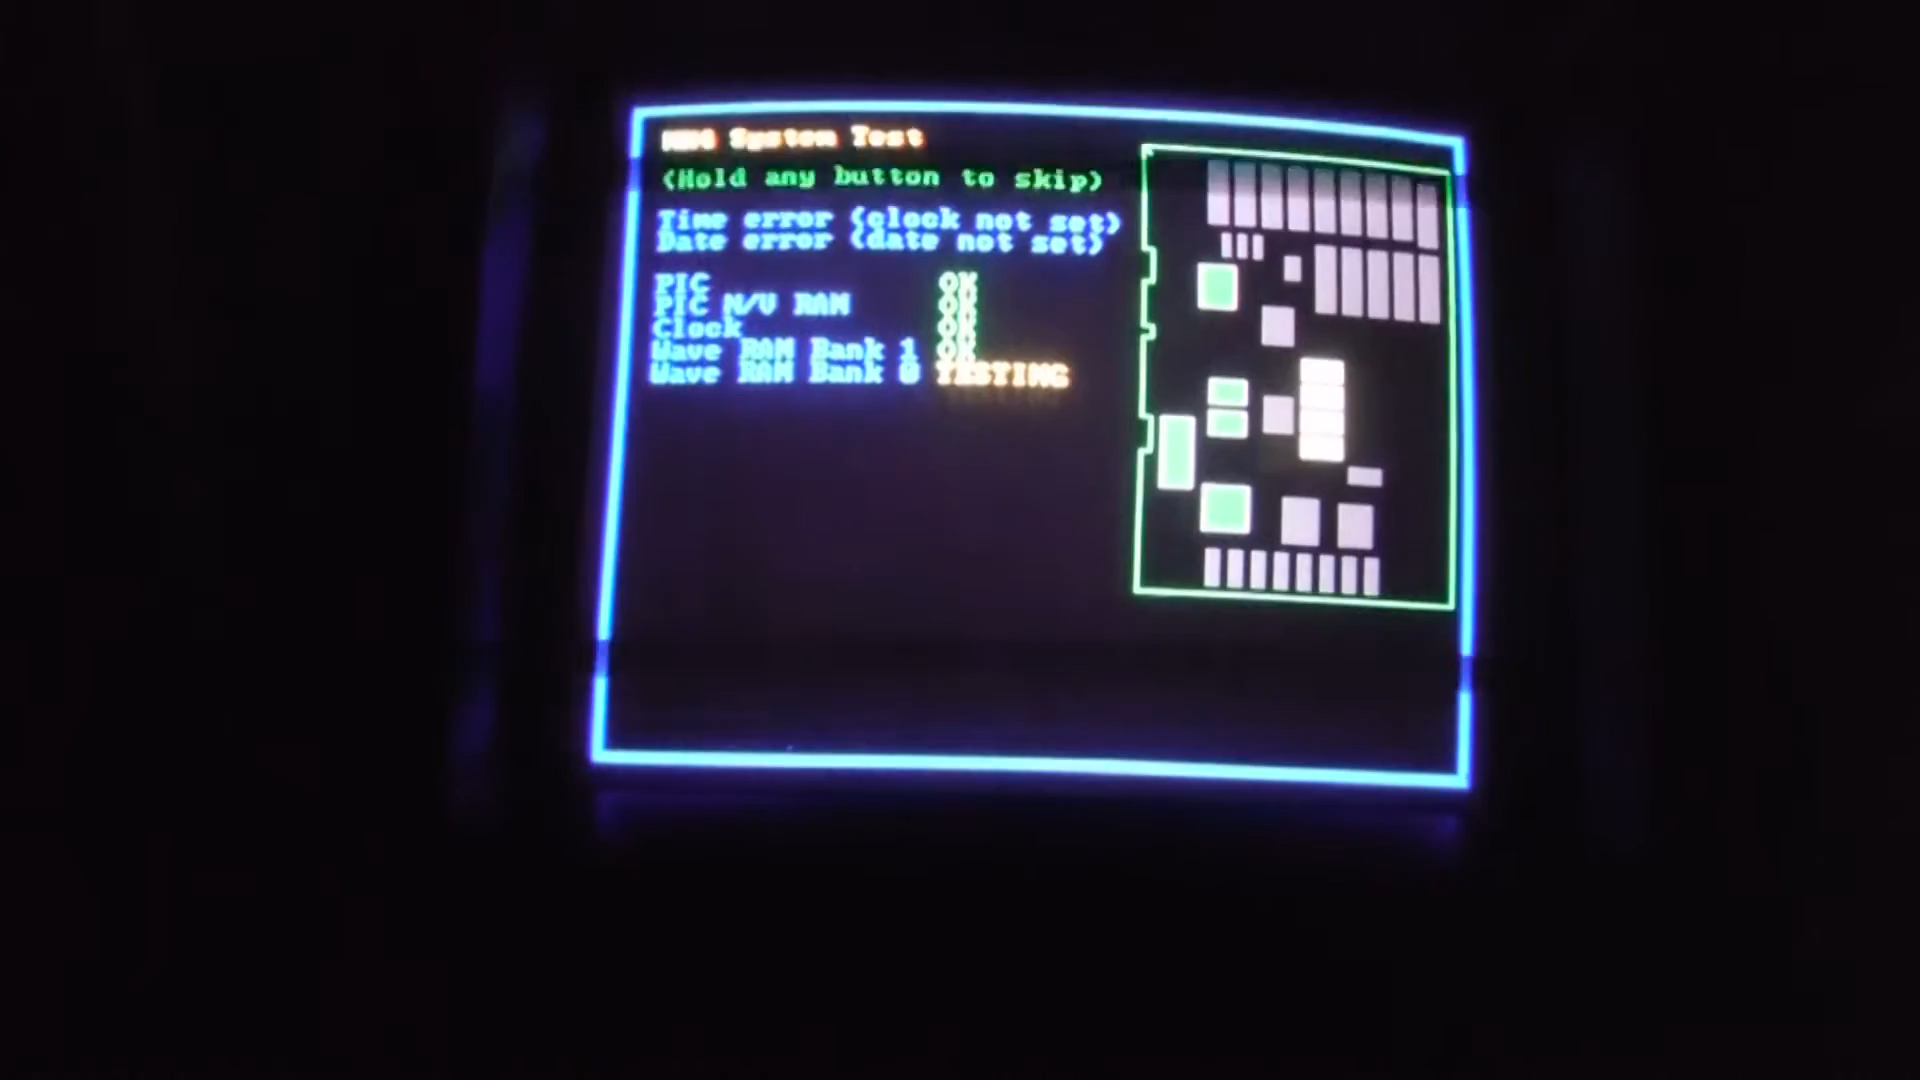 System Test
(Hold any button to skip)
Time error (clock not set)
Date error (date not set)
PIC OK
PIC N/V RAM OK
Clock OK
Wave RAM Bank 1 OK
Wave RAM Bank 0 TESTING